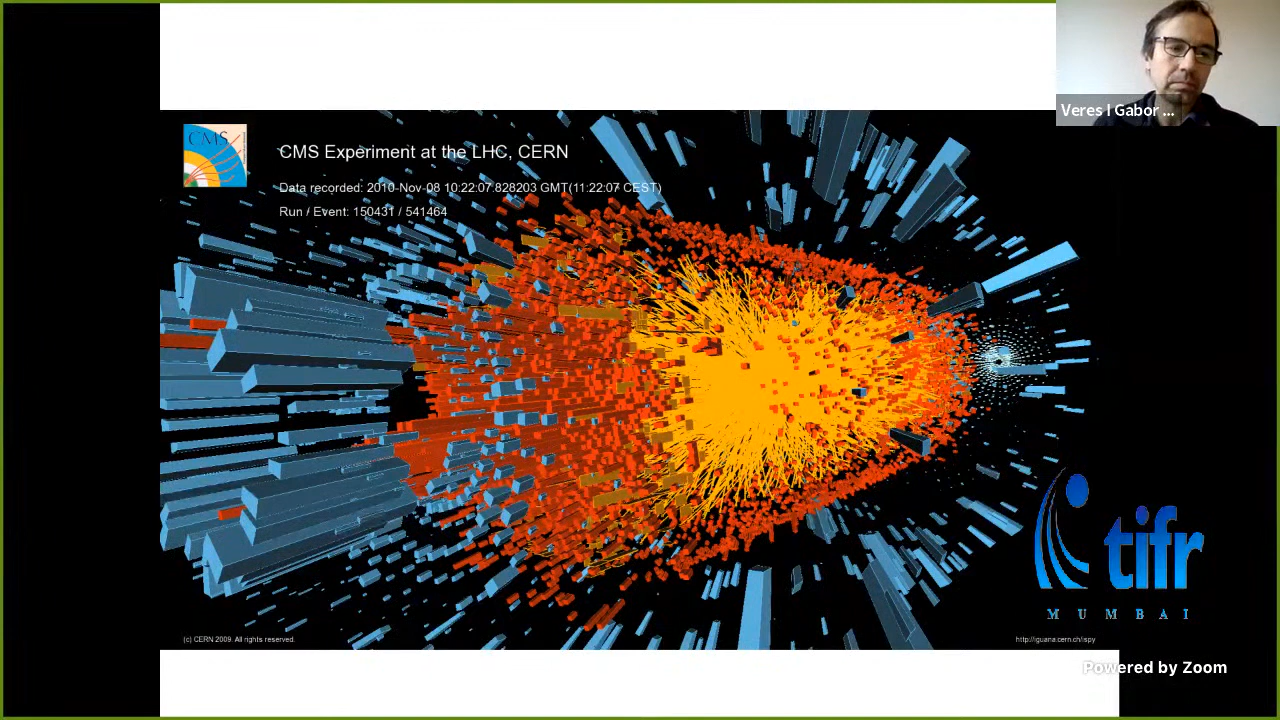 Veres I Gabor ...
CMS
CMS Experiment at the LHC, CERN
Data recorded: 2010-Nov-08 10:22:07.828203 GMT(11:22:07 CEST)
Run / Event: 150431 / 541464
tifr
MUMBAI
(c) CERN 2009. All rights reserved.
http://iguana.cern.ch/ispy
Powered by Zoom